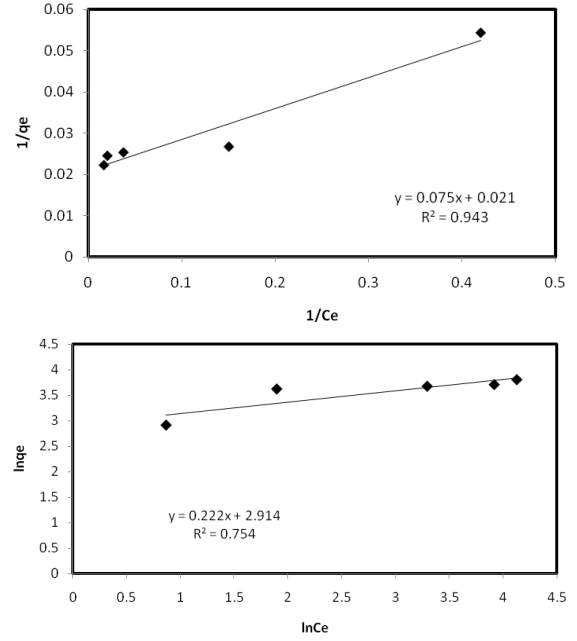 0.06
0.05
0.04
0.03
0.02
0.01
0
1/qe
y = 0.075x + 0.021
R² = 0.943
0 0.1 0.2 0.3 0.4 0.5
1/Ce
4.5
4
3.5
3
2.5
2
1.5
1
0.5
0
lnqe
y = 0.222x + 2.914
R² = 0.754
0 0.5 1 1.5 2 2.5 3 3.5 4 4.5
lnCe